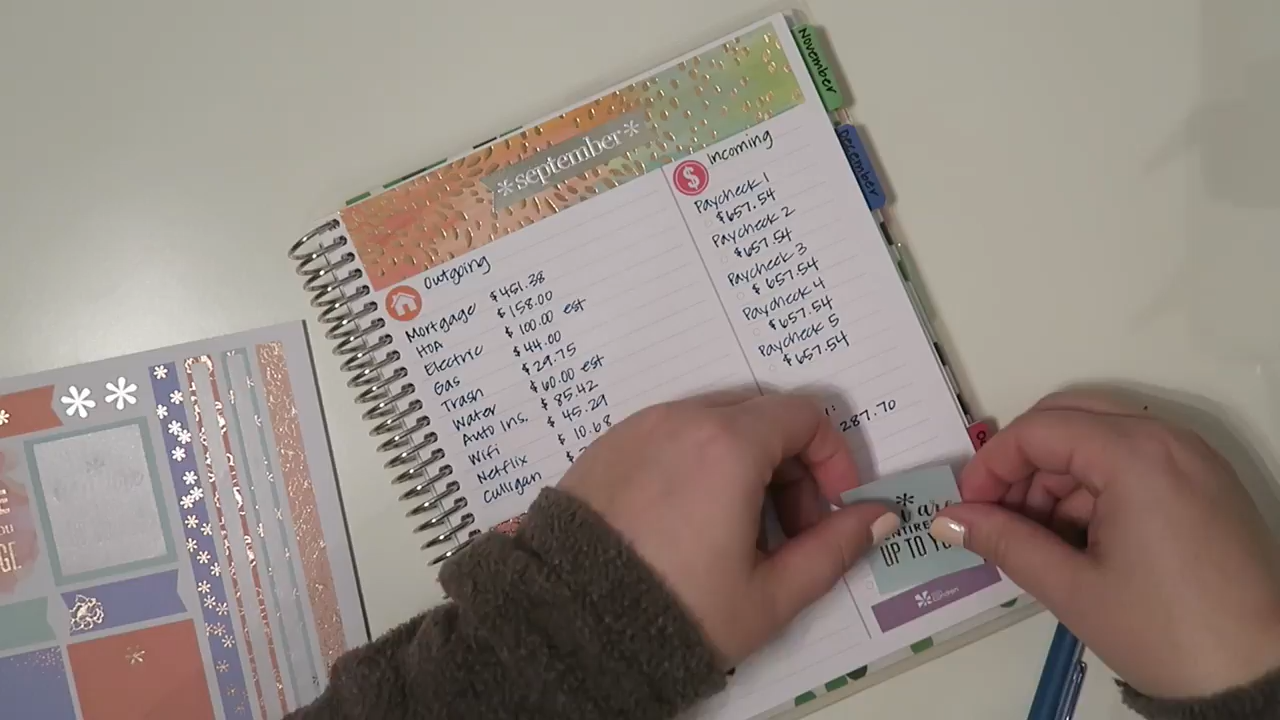 November
December
*september*
Outgoing
Mortgage $451.38
HOA $158.00
Electric $100.00 est
Gas $44.00
Trash $29.75
Water $60.00 est
Auto Ins. $85.42
Wifi $45.29
Netflix $10.68
Culligan $
$ Incoming
Paycheck 1
$657.54
Paycheck 2
$657.54
Paycheck 3
$657.54
Paycheck 4
$657.54
Paycheck 5
$657.54
287.70
UP TO YO